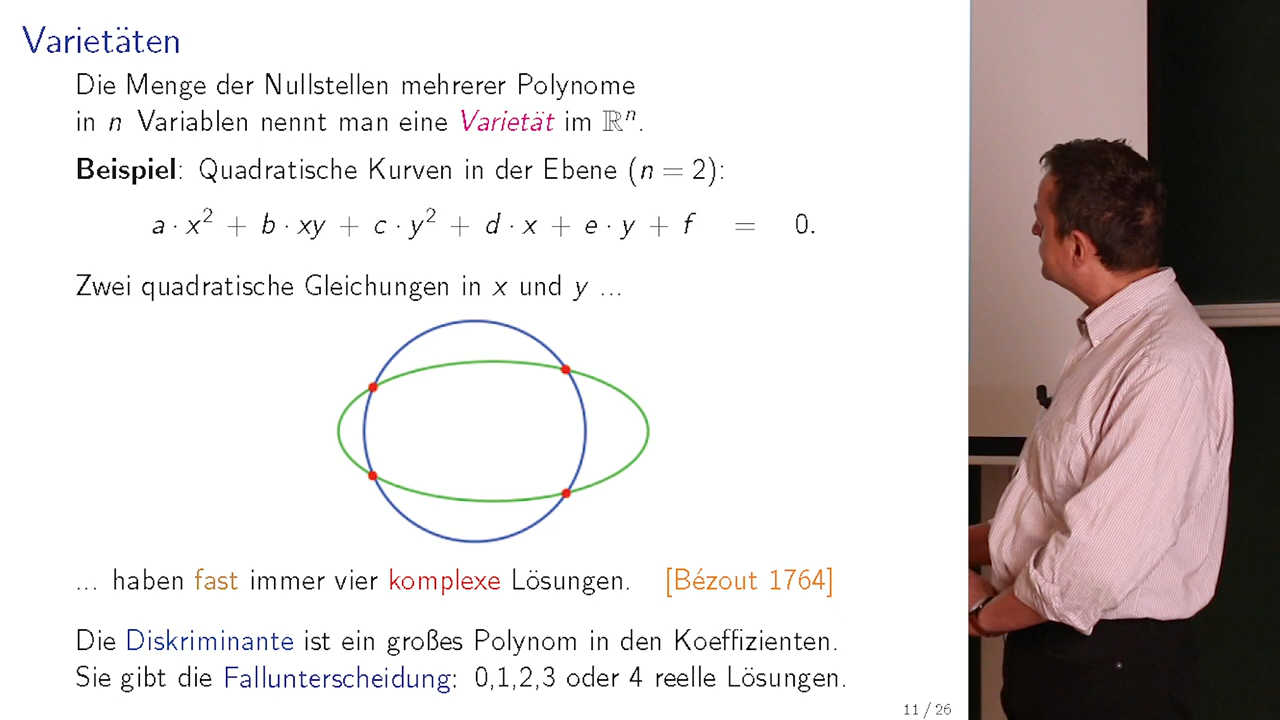 Varietäten
Die Menge der Nullstellen mehrerer Polynome
in n Variablen nennt man eine Varietät im ℝⁿ.
Beispiel: Quadratische Kurven in der Ebene (n = 2):
a · x² + b · xy + c · y² + d · x + e · y + f = 0.
Zwei quadratische Gleichungen in x und y ...
... haben fast immer vier komplexe Lösungen. [Bézout 1764]
Die Diskriminante ist ein großes Polynom in den Koeffizienten.
Sie gibt die Fallunterscheidung: 0,1,2,3 oder 4 reelle Lösungen.
11 / 26